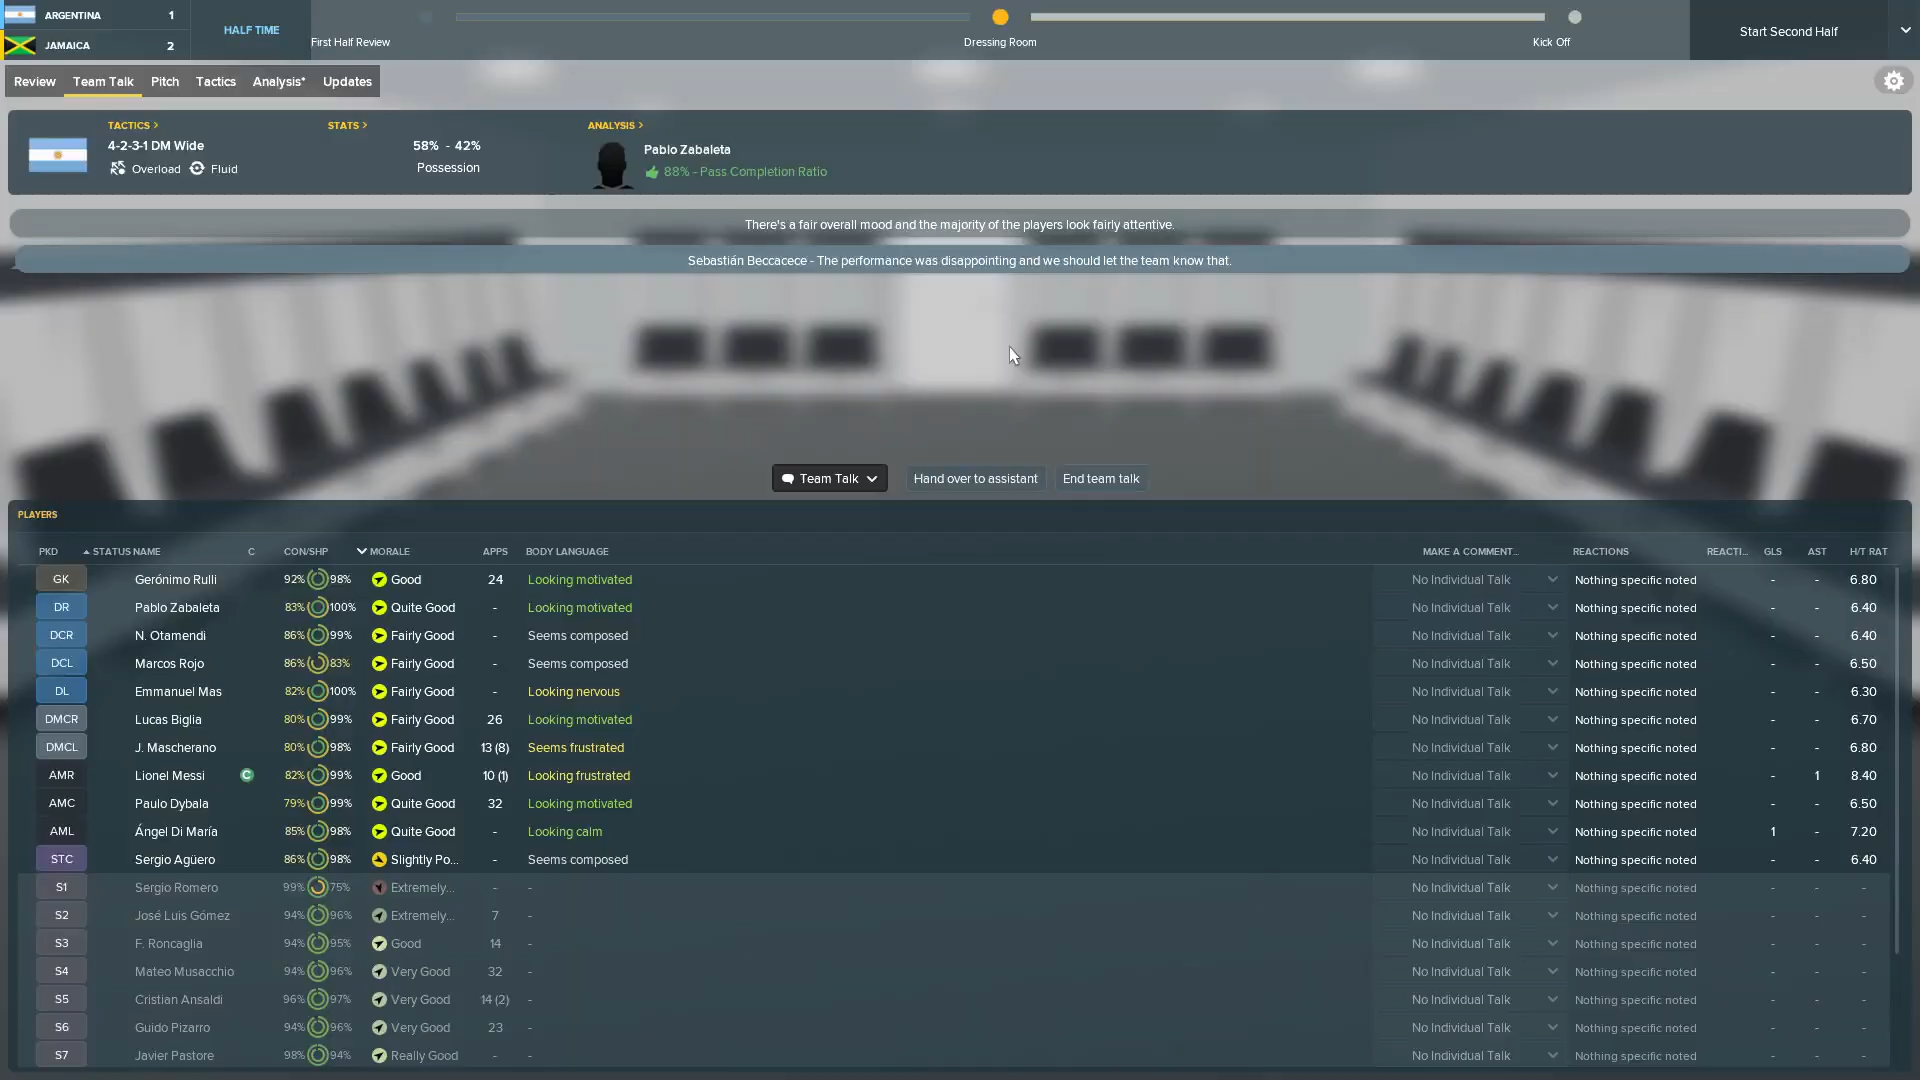 ARGENTINA 1
JAMAICA 2
HALF TIME
First Half Review
Dressing Room
Kick Off
Start Second Half
Review Team Talk Pitch Tactics Analysis* Updates
TACTICS > STATS > ANALYSIS >
4-2-3-1 DM Wide 58% - 42% Pablo Zabaleta
Overload Fluid Possession 88% - Pass Completion Ratio
There's a fair overall mood and the majority of the players look fairly attentive.
Sebastián Beccacece - The performance was disappointing and we should let the team know that.
Team Talk Hand over to assistant End team talk
PLAYERS
PKD STATUS NAME C CON/SHP MORALE APPS BODY LANGUAGE MAKE A COMMENT... REACTIONS REACTI... GLS AST H/T RAT
GK Gerónimo Rulli 92% 98% Good 24 Looking motivated No Individual Talk Nothing specific noted - - 6.80
DR Pablo Zabaleta 83% 100% Quite Good - Looking motivated No Individual Talk Nothing specific noted - - 6.40
DCR N. Otamendi 86% 99% Fairly Good - Seems composed No Individual Talk Nothing specific noted - - 6.40
DCL Marcos Rojo 86% 83% Fairly Good - Seems composed No Individual Talk Nothing specific noted - - 6.50
DL Emmanuel Mas 82% 100% Fairly Good - Looking nervous No Individual Talk Nothing specific noted - - 6.30
DMCR Lucas Biglia 80% 99% Fairly Good 26 Looking motivated No Individual Talk Nothing specific noted - - 6.70
DMCL J. Mascherano 80% 98% Fairly Good 13 (8) Seems frustrated No Individual Talk Nothing specific noted - - 6.80
AMR Lionel Messi C 82% 99% Good 10 (1) Looking frustrated No Individual Talk Nothing specific noted - 1 8.40
AMC Paulo Dybala 79% 99% Quite Good 32 Looking motivated No Individual Talk Nothing specific noted - - 6.50
AML Ángel Di María 85% 98% Quite Good - Looking calm No Individual Talk Nothing specific noted 1 - 7.20
STC Sergio Agüero 86% 98% Slightly Po... - Seems composed No Individual Talk Nothing specific noted - - 6.40
S1 Sergio Romero 99% 75% Extremely... - - No Individual Talk Nothing specific noted - - -
S2 José Luis Gómez 94% 96% Extremely... 7 - No Individual Talk Nothing specific noted - - -
S3 F. Roncaglia 94% 95% Good 14 - No Individual Talk Nothing specific noted - - -
S4 Mateo Musacchio 94% 96% Very Good 32 - No Individual Talk Nothing specific noted - - -
S5 Cristian Ansaldi 96% 97% Very Good 14 (2) - No Individual Talk Nothing specific noted - - -
S6 Guido Pizarro 94% 96% Very Good 23 - No Individual Talk Nothing specific noted - - -
S7 Javier Pastore 98% 94% Really Good - - No Individual Talk Nothing specific noted - - -